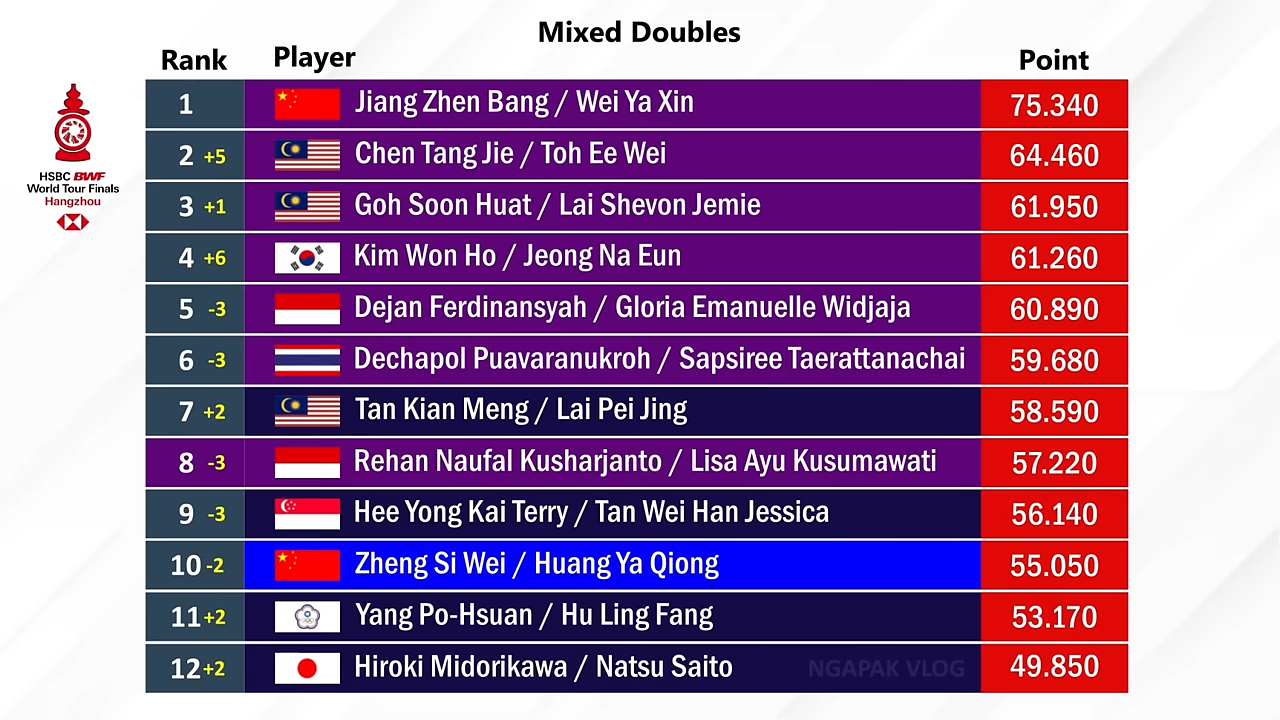 Mixed Doubles
Rank Player Point
HSBC BWF
World Tour Finals
Hangzhou
1 Jiang Zhen Bang / Wei Ya Xin 75.340
2 +5 Chen Tang Jie / Toh Ee Wei 64.460
3 +1 Goh Soon Huat / Lai Shevon Jemie 61.950
4 +6 Kim Won Ho / Jeong Na Eun 61.260
5 -3 Dejan Ferdinansyah / Gloria Emanuelle Widjaja 60.890
6 -3 Dechapol Puavaranukroh / Sapsiree Taerattanachai 59.680
7 +2 Tan Kian Meng / Lai Pei Jing 58.590
8 -3 Rehan Naufal Kusharjanto / Lisa Ayu Kusumawati 57.220
9 -3 Hee Yong Kai Terry / Tan Wei Han Jessica 56.140
10 -2 Zheng Si Wei / Huang Ya Qiong 55.050
11 +2 Yang Po-Hsuan / Hu Ling Fang 53.170
12 +2 Hiroki Midorikawa / Natsu Saito NGAPAK VLOG 49.850